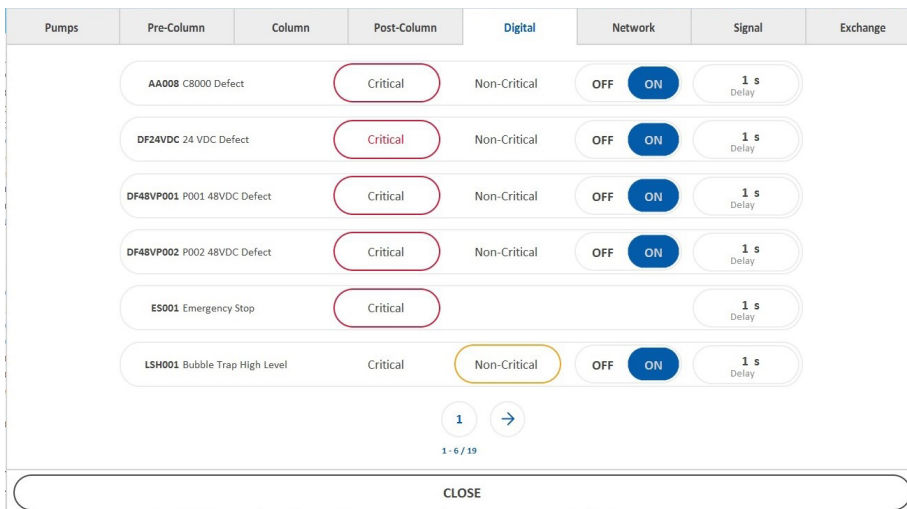 Pumps Pre-Column Column Post-Column Digital Network Signal Exchange
AA008 C8000 Defect Critical Non-Critical OFF ON 1 s
Delay
DF24VDC 24 VDC Defect Critical Non-Critical OFF ON 1 s
Delay
DF48VP001 P001 48VDC Defect Critical Non-Critical OFF ON 1 s
Delay
DF48VP002 P002 48VDC Defect Critical Non-Critical OFF ON 1 s
Delay
ES001 Emergency Stop Critical 1 s
Delay
LSH001 Bubble Trap High Level Critical Non-Critical OFF ON 1 s
Delay
1 →
1 - 6 / 19
CLOSE